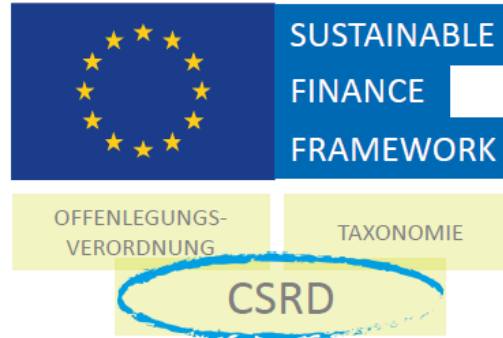 SUSTAINABLE
FINANCE
FRAMEWORK
OFFENLEGUNGS-
VERORDNUNG
TAXONOMIE
CSRD